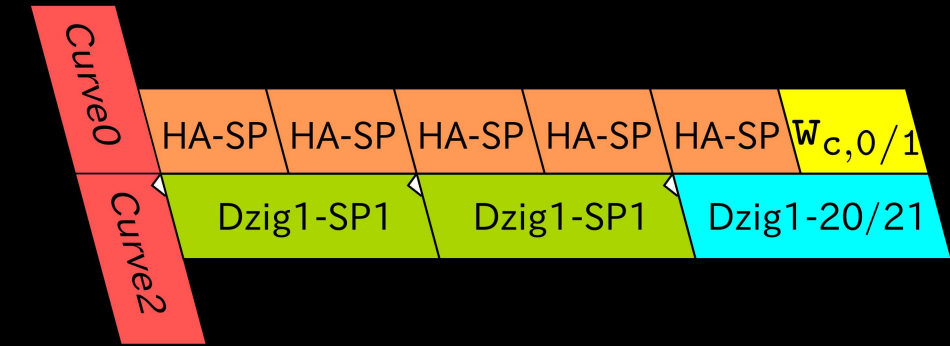 Curve0
HA-SP HA-SP HA-SP HA-SP HA-SP Wc,0/1
Curve2
Dzig1-SP1 Dzig1-SP1 Dzig1-20/21